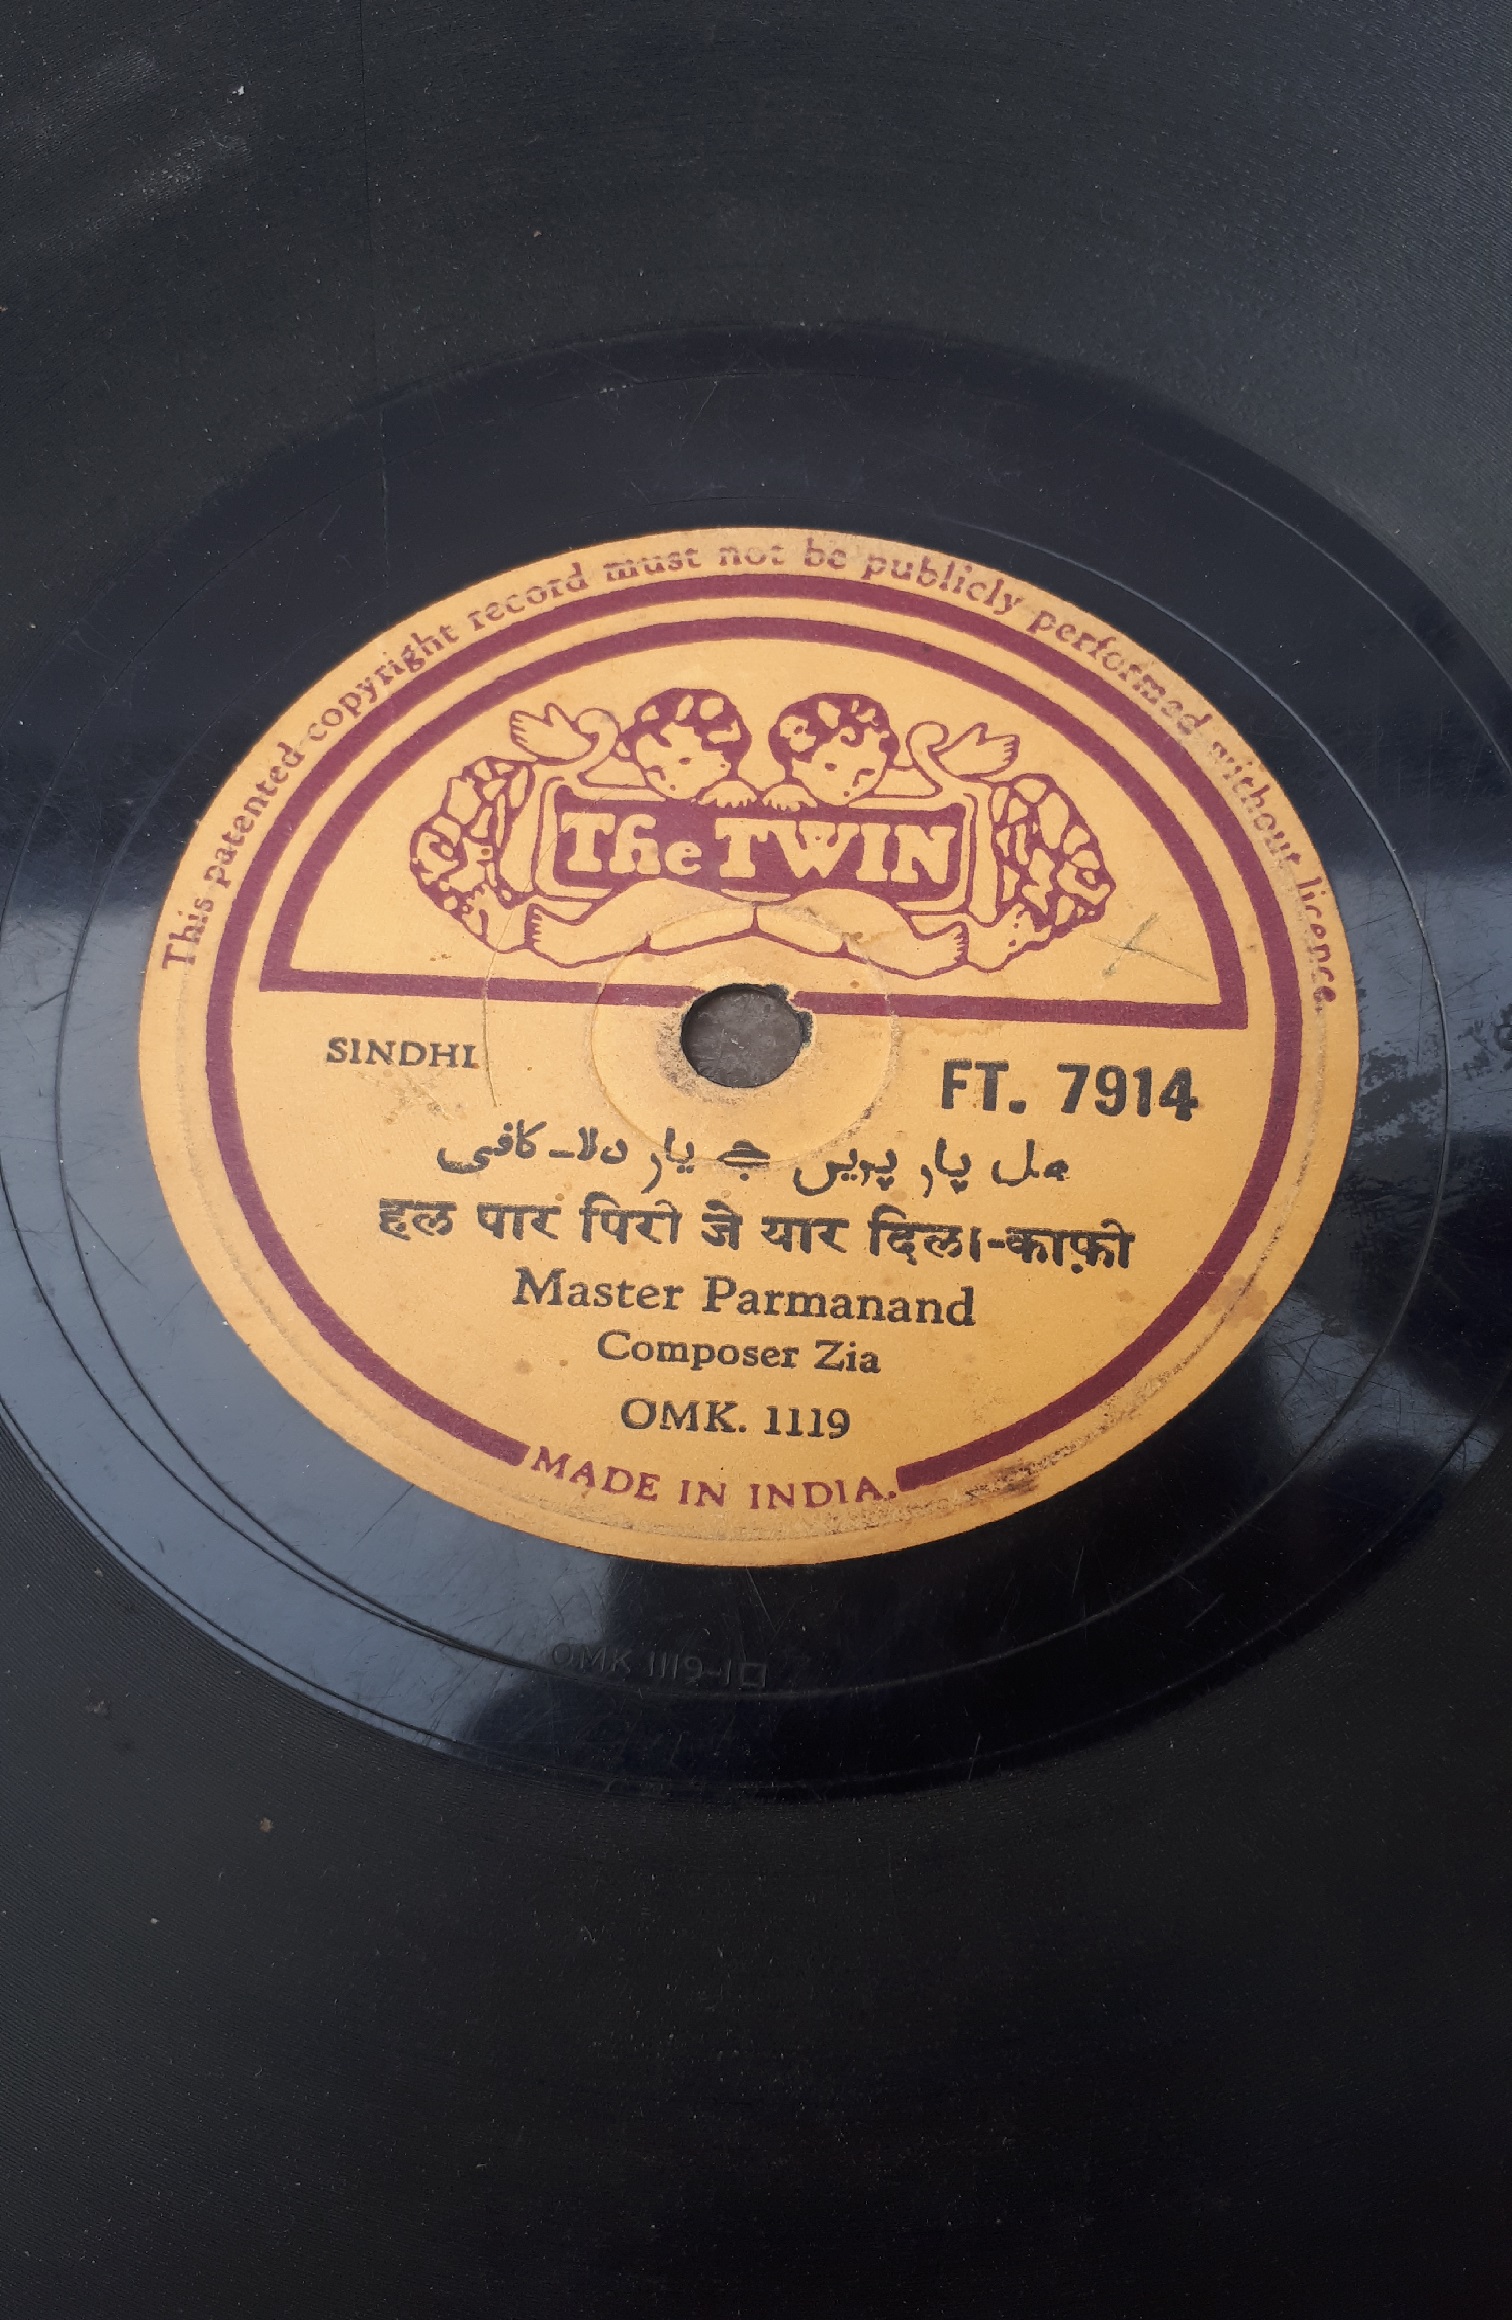 This patented copyright record must not be publicly performed without licence.
The TWIN
SINDHI
FT. 7914
هل پار پرين جي يار دلا ـ ڪافي
हल पार पिरीं जे यार दिला-काफ़ी
Master Parmanand
Composer Zia
OMK. 1119
MADE IN INDIA.
OMK 1119-1□